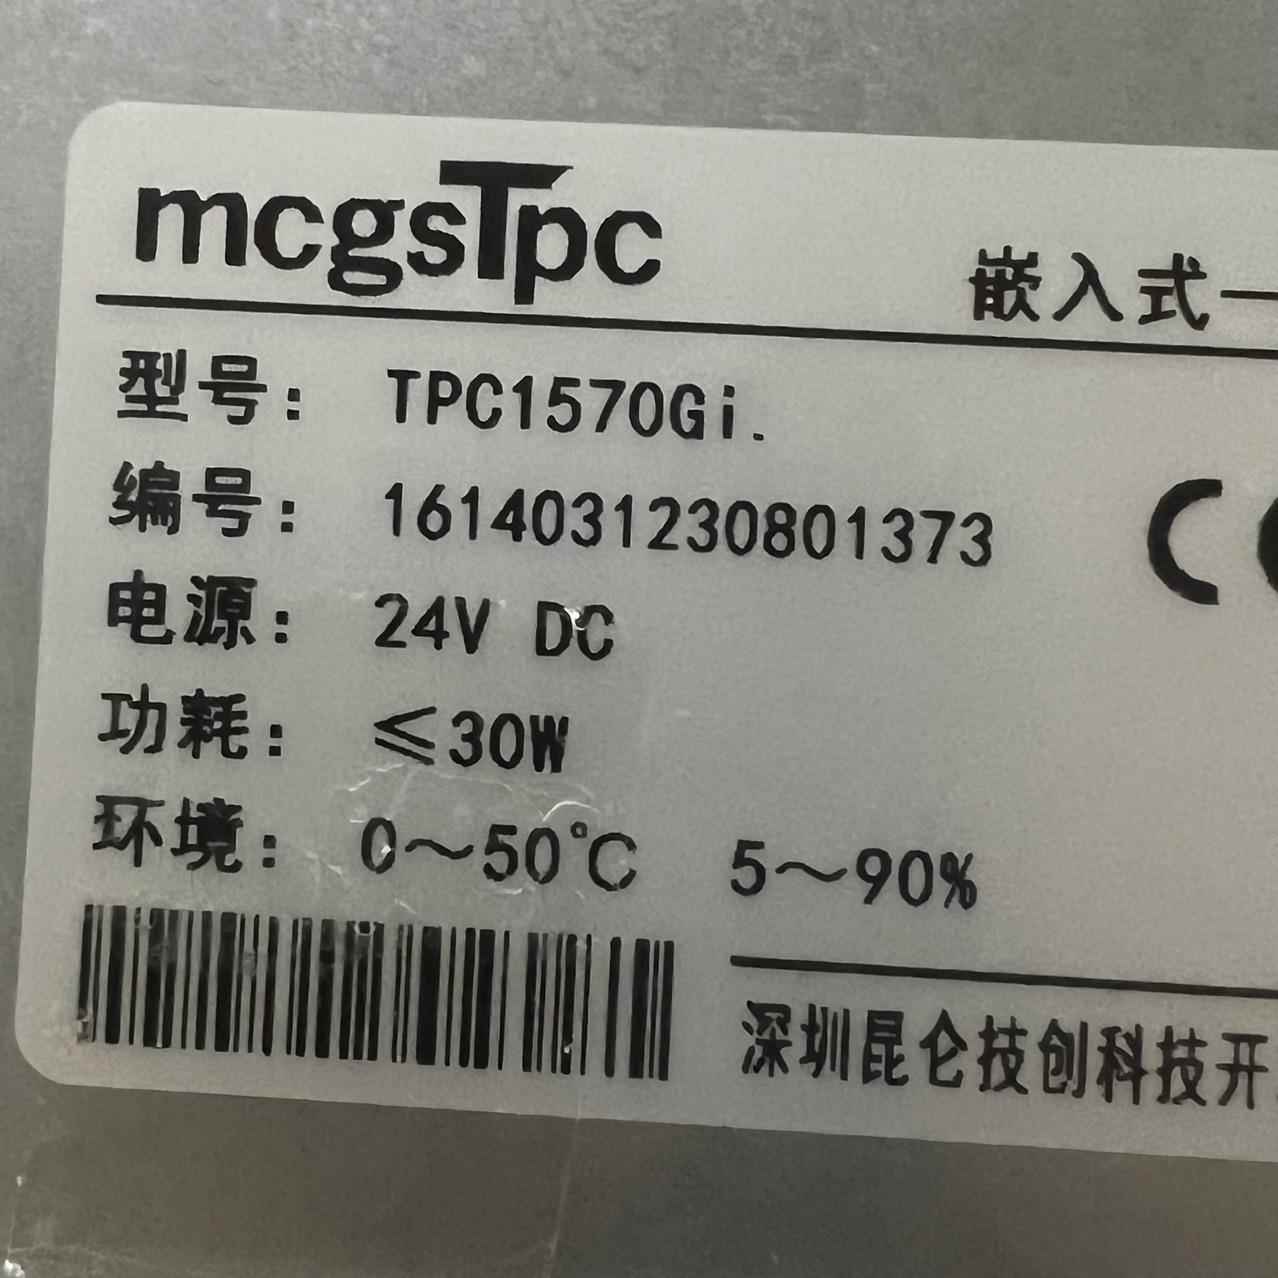 mcgsTpc
嵌入式一
型号： TPC1570Gi.
编号： 1614031230801373
电源： 24V DC
功耗： ≤30W
环境： 0～50℃ 5～90%
深圳昆仑技创科技开